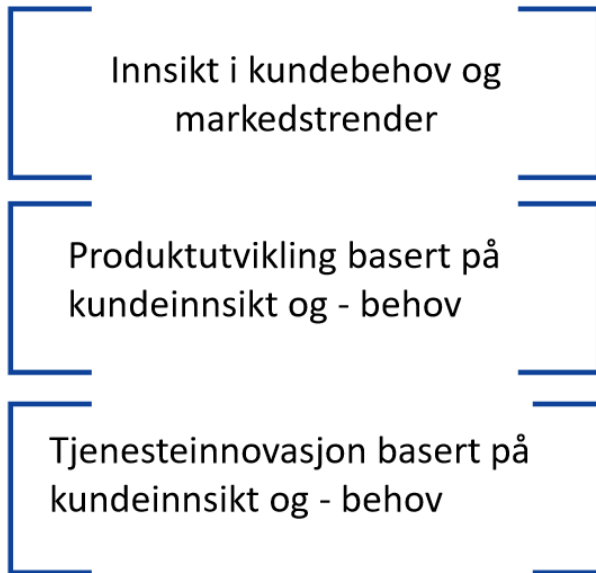 Innsikt i kundebehov og
markedstrender
Produktutvikling basert på
kundeinnsikt og - behov
Tjenesteinnovasjon basert på
kundeinnsikt og - behov